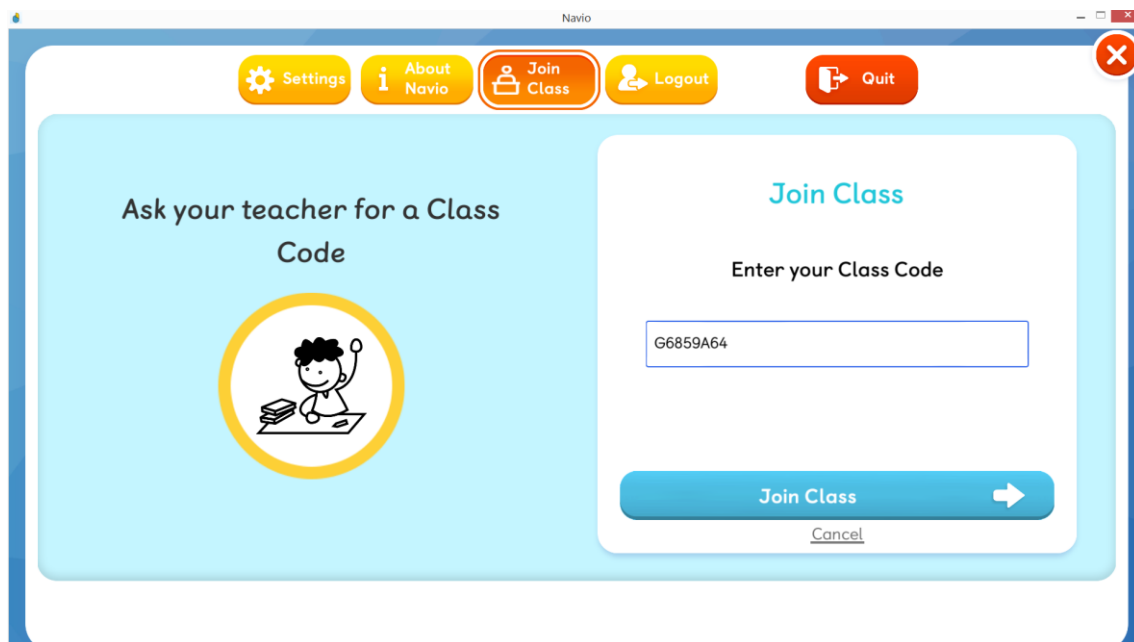 Navio
Settings
About
Navio
Join
Class
Logout
Quit
Ask your teacher for a Class
Code
Join Class
Enter your Class Code
G6859A64
Join Class
Cancel